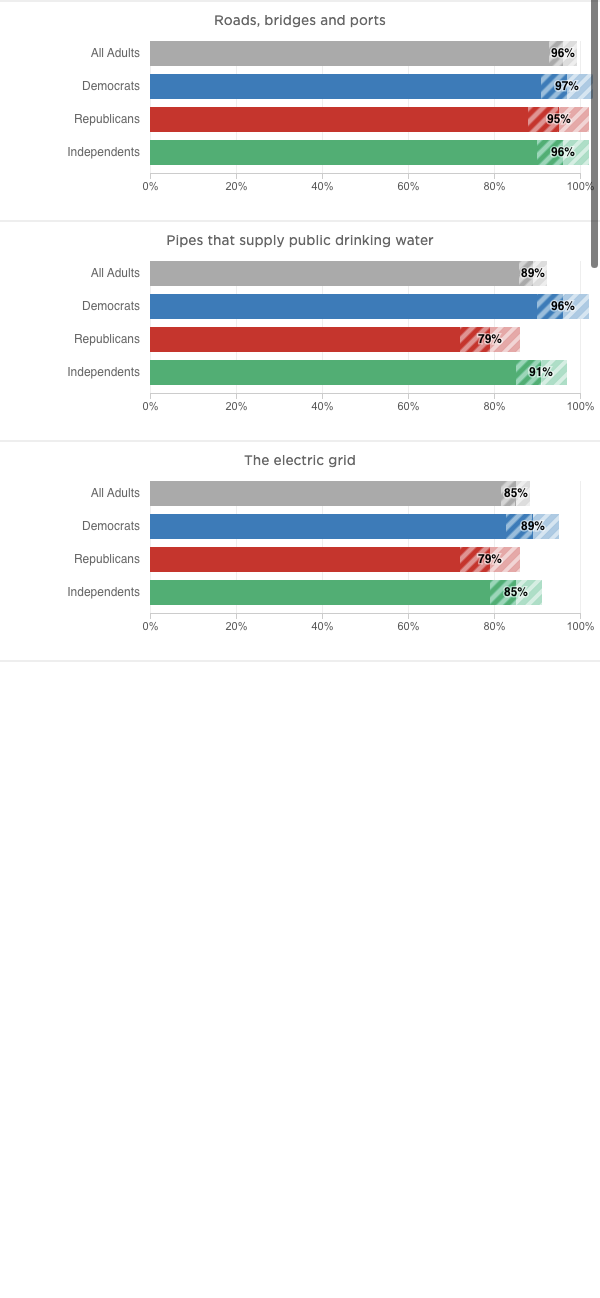 Roads, bridges and ports
All Adults 96%
Democrats 97%
Republicans 95%
Independents 96%
0% 20% 40% 60% 80% 100%
Pipes that supply public drinking water
All Adults 89%
Democrats 96%
Republicans 79%
Independents 91%
0% 20% 40% 60% 80% 100%
The electric grid
All Adults 85%
Democrats 89%
Republicans 79%
Independents 85%
0% 20% 40% 60% 80% 100%